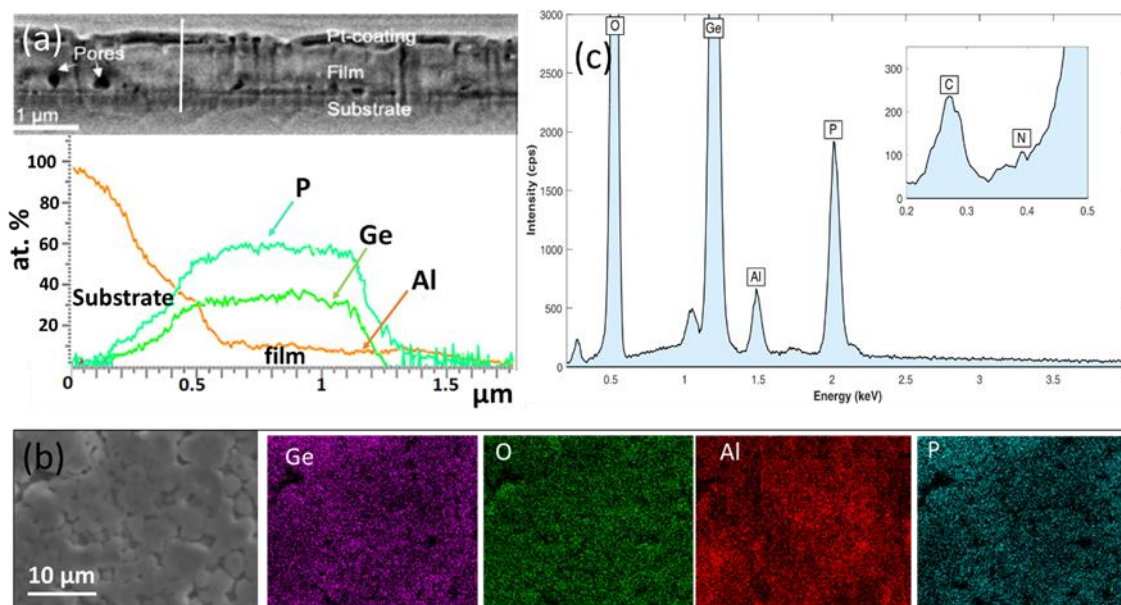 (a)
Pt-coating
Pores
Film
Substrate
1 µm
at. %
100
80
60
40
20
P
Ge
Al
Substrate
film
0
0.5
1
1.5
µm
(c)
3000
2500
2000
1500
1000
500
0
Intensity (cps)
O
Ge
Al
P
0.5
1
1.5
2
2.5
3
3.5
Energy (keV)
300
200
100
0
C
N
0.2
0.3
0.4
0.5
(b)
10 µm
Ge
O
Al
P